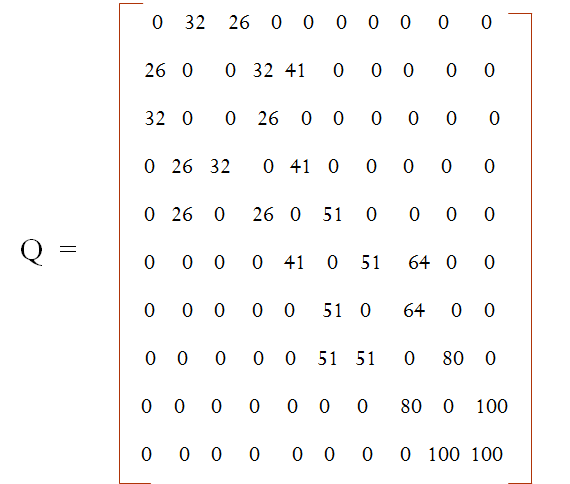 0 32 26 0 0 0 0 0 0 0
26 0 0 32 41 0 0 0 0 0
32 0 0 26 0 0 0 0 0 0
0 26 32 0 41 0 0 0 0 0
0 26 0 26 0 51 0 0 0 0
Q = 0 0 0 0 41 0 51 64 0 0
0 0 0 0 0 51 0 64 0 0
0 0 0 0 0 51 51 0 80 0
0 0 0 0 0 0 0 80 0 100
0 0 0 0 0 0 0 0 100 100